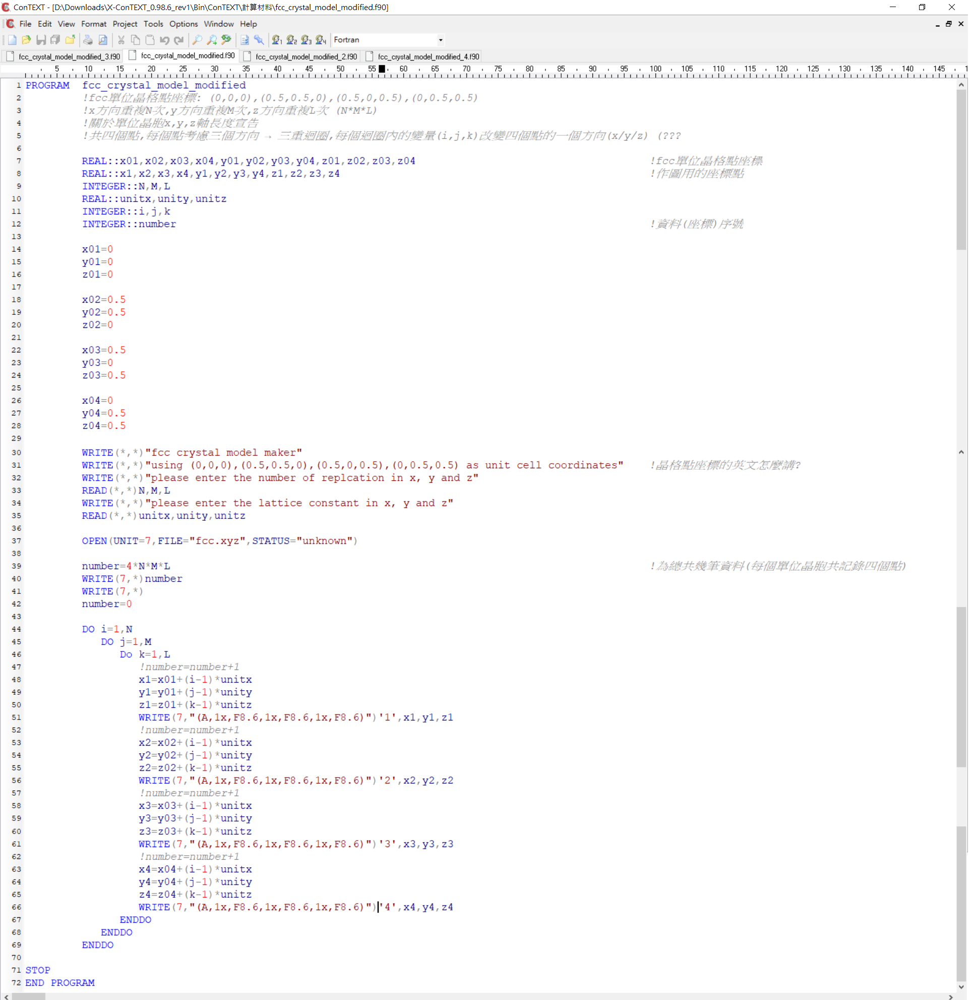 ConTEXT - [D:\Downloads\X-ConTEXT_0.98.6_rev1\Bin\ConTEXT\計算材料\fcc_crystal_model_modified.f90]
File Edit View Format Project Tools Options Window Help
1 2 3 4 Fortran
fcc_crystal_model_modified_3.f90 fcc_crystal_model_modified.f90 fcc_crystal_model_modified_2.f90 fcc_crystal_model_modified_4.f90
5 10 15 20 25 30 35 40 45 50 55 60 65 70 75 80 85 90 95 100 105 110 115 120 125 130 135 140 145 1
1 PROGRAM  fcc_crystal_model_modified
2 !fcc單位晶格點座標: (0,0,0),(0.5,0.5,0),(0.5,0,0.5),(0,0.5,0.5)
3 !x方向重複N次,y方向重複M次,z方向重複L次 (N*M*L)
4 !關於單位晶胞x,y,z軸長度宣告
5 !共四個點,每個點考慮三個方向 → 三重迴圈,每個迴圈內的變量(i,j,k)改變四個點的一個方向(x/y/z) (???
6
7 REAL::x01,x02,x03,x04,y01,y02,y03,y04,z01,z02,z03,z04 !fcc單位晶格點座標
8 REAL::x1,x2,x3,x4,y1,y2,y3,y4,z1,z2,z3,z4 !作圖用的座標點
9 INTEGER::N,M,L
10 REAL::unitx,unity,unitz
11 INTEGER::i,j,k
12 INTEGER::number !資料(座標)序號
13
14 x01=0
15 y01=0
16 z01=0
17
18 x02=0.5
19 y02=0.5
20 z02=0
21
22 x03=0.5
23 y03=0
24 z03=0.5
25
26 x04=0
27 y04=0.5
28 z04=0.5
29
30 WRITE(*,*)"fcc crystal model maker"
31 WRITE(*,*)"using (0,0,0),(0.5,0.5,0),(0.5,0,0.5),(0,0.5,0.5) as unit cell coordinates" !晶格點座標的英文怎麼講?
32 WRITE(*,*)"please enter the number of replcation in x, y and z"
33 READ(*,*)N,M,L
34 WRITE(*,*)"please enter the lattice constant in x, y and z"
35 READ(*,*)unitx,unity,unitz
36
37 OPEN(UNIT=7,FILE="fcc.xyz",STATUS="unknown")
38
39 number=4*N*M*L !為總共幾筆資料(每個單位晶胞共記錄四個點)
40 WRITE(7,*)number
41 WRITE(7,*)
42 number=0
43
44 DO i=1,N
45 DO j=1,M
46 Do k=1,L
47 !number=number+1
48 x1=x01+(i-1)*unitx
49 y1=y01+(j-1)*unity
50 z1=z01+(k-1)*unitz
51 WRITE(7,"(A,1x,F8.6,1x,F8.6,1x,F8.6)")'1',x1,y1,z1
52 !number=number+1
53 x2=x02+(i-1)*unitx
54 y2=y02+(j-1)*unity
55 z2=z02+(k-1)*unitz
56 WRITE(7,"(A,1x,F8.6,1x,F8.6,1x,F8.6)")'2',x2,y2,z2
57 !number=number+1
58 x3=x03+(i-1)*unitx
59 y3=y03+(j-1)*unity
60 z3=z03+(k-1)*unitz
61 WRITE(7,"(A,1x,F8.6,1x,F8.6,1x,F8.6)")'3',x3,y3,z3
62 !number=number+1
63 x4=x04+(i-1)*unitx
64 y4=y04+(j-1)*unity
65 z4=z04+(k-1)*unitz
66 WRITE(7,"(A,1x,F8.6,1x,F8.6,1x,F8.6)")'4',x4,y4,z4
67 ENDDO
68 ENDDO
69 ENDDO
70
71 STOP
72 END PROGRAM